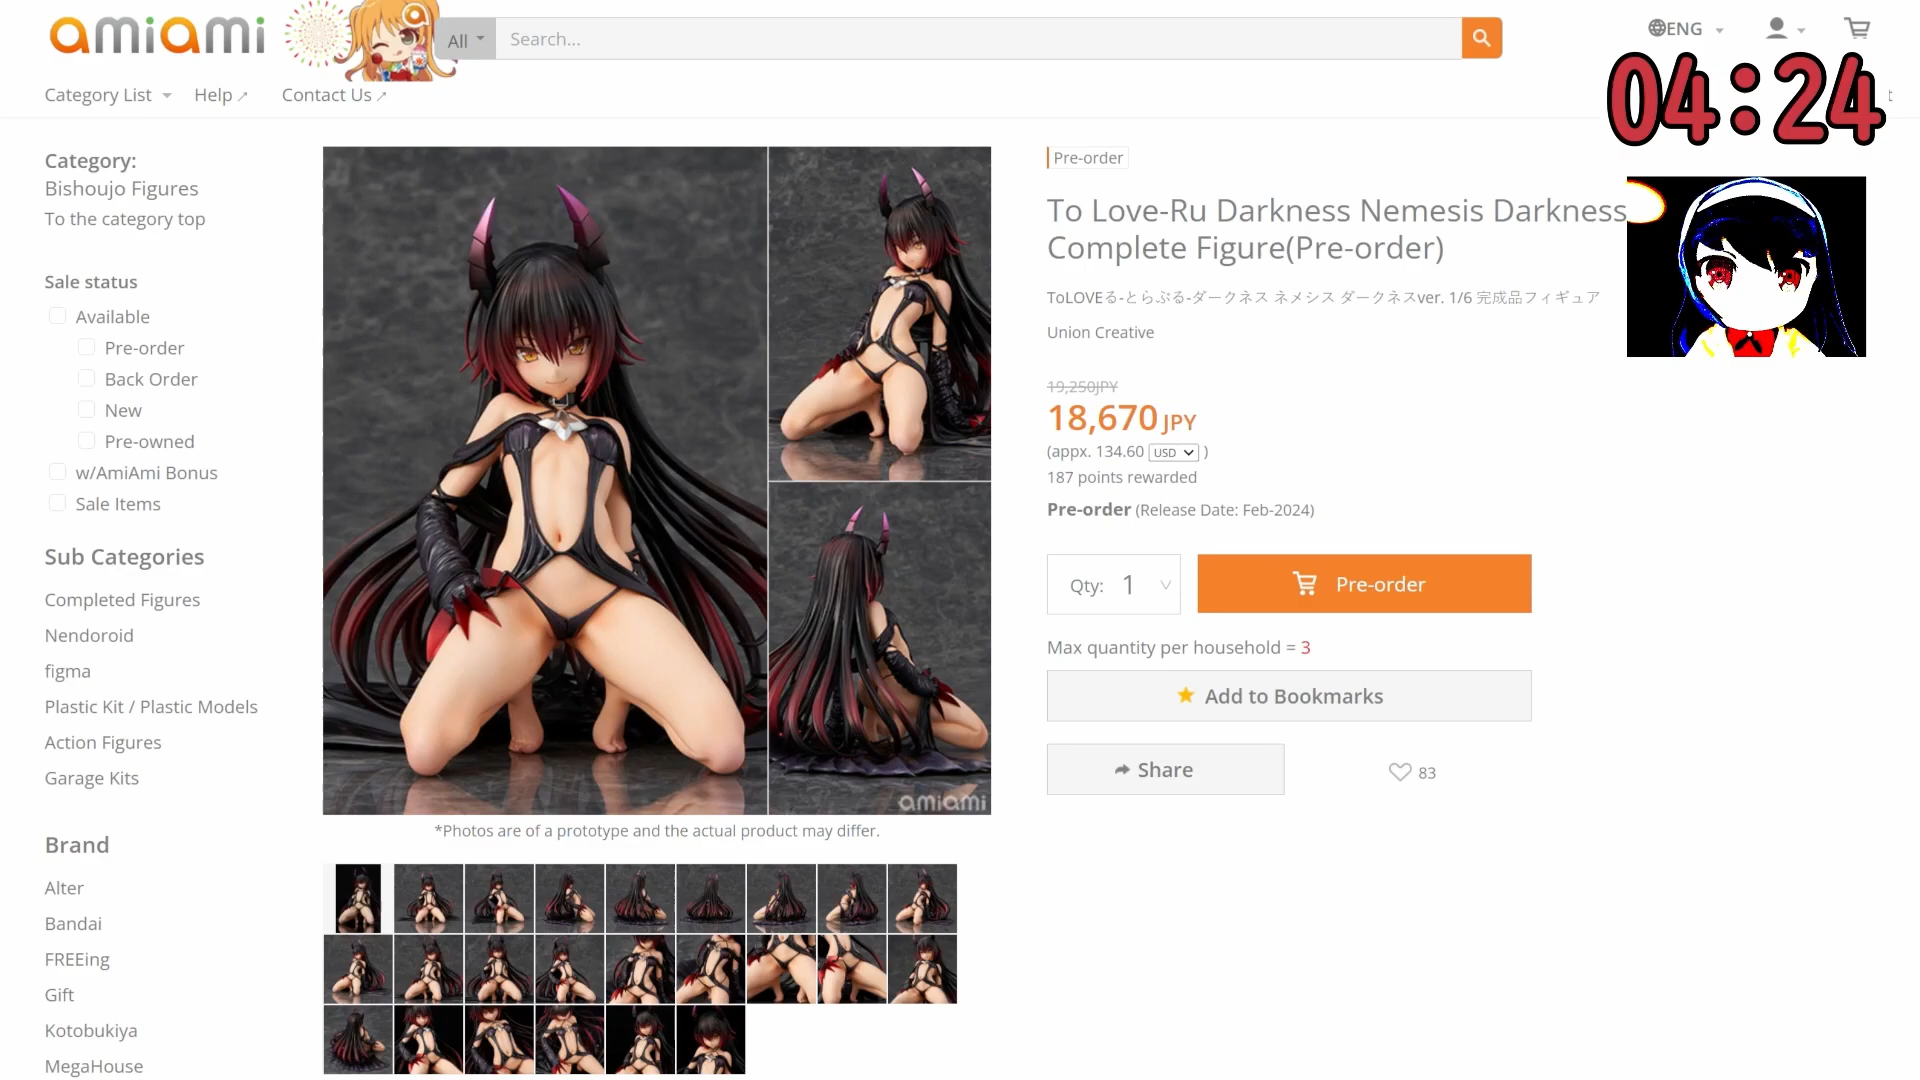 amiami
All
Search...
ENG
04:24
Category List
Help
Contact Us
t
Category:
Bishoujo Figures
To the category top
Sale status
Available
Pre-order
Back Order
New
Pre-owned
w/AmiAmi Bonus
Sale Items
Sub Categories
Completed Figures
Nendoroid
figma
Plastic Kit / Plastic Models
Action Figures
Garage Kits
Brand
Alter
Bandai
FREEing
Gift
Kotobukiya
MegaHouse
amiami
*Photos are of a prototype and the actual product may differ.
Pre-order
To Love-Ru Darkness Nemesis Darkness
Complete Figure(Pre-order)
ToLOVEる-とらぶる-ダークネス ネメシス ダークネスver. 1/6 完成品フィギュア
Union Creative
19,250JPY
18,670 JPY
(appx. 134.60 USD )
187 points rewarded
Pre-order (Release Date: Feb-2024)
Qty: 1
Pre-order
Max quantity per household = 3
Add to Bookmarks
Share
83